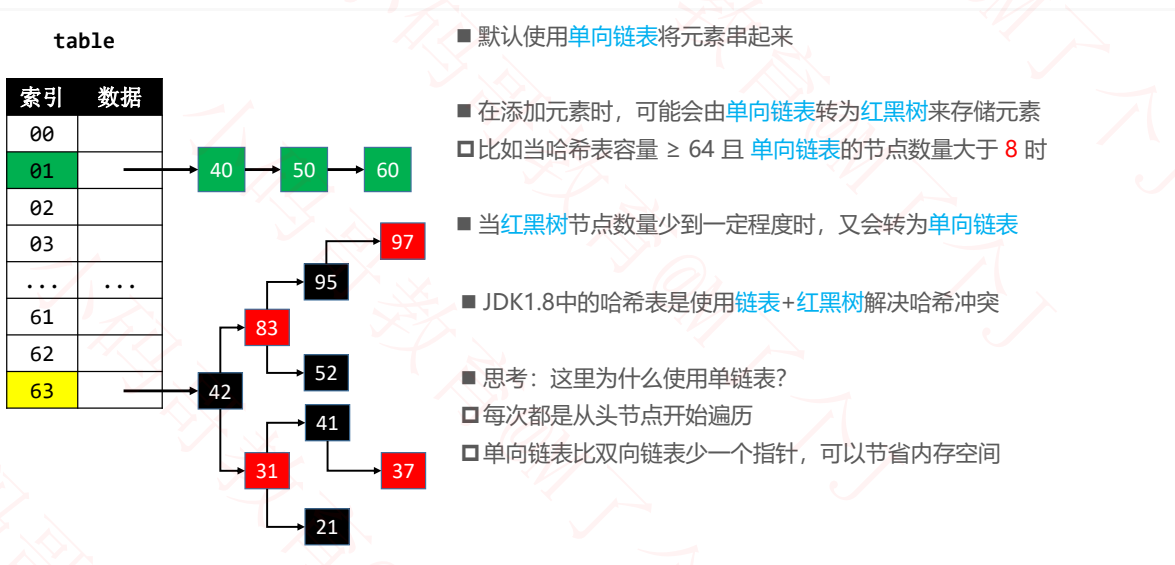 table
索引 数据
00
01
02
03
... ...
61
62
63
40 50 60
97
95
83
52
42
41
31
37
21
■ 默认使用单向链表将元素串起来
■ 在添加元素时，可能会由单向链表转为红黑树来存储元素
比如当哈希表容量 ≥ 64 且 单向链表的节点数量大于 8 时
■ 当红黑树节点数量少到一定程度时，又会转为单向链表
■ JDK1.8中的哈希表是使用链表+红黑树解决哈希冲突
■ 思考：这里为什么使用单链表？
每次都是从头节点开始遍历
单向链表比双向链表少一个指针，可以节省内存空间
小码哥教育@M了个J